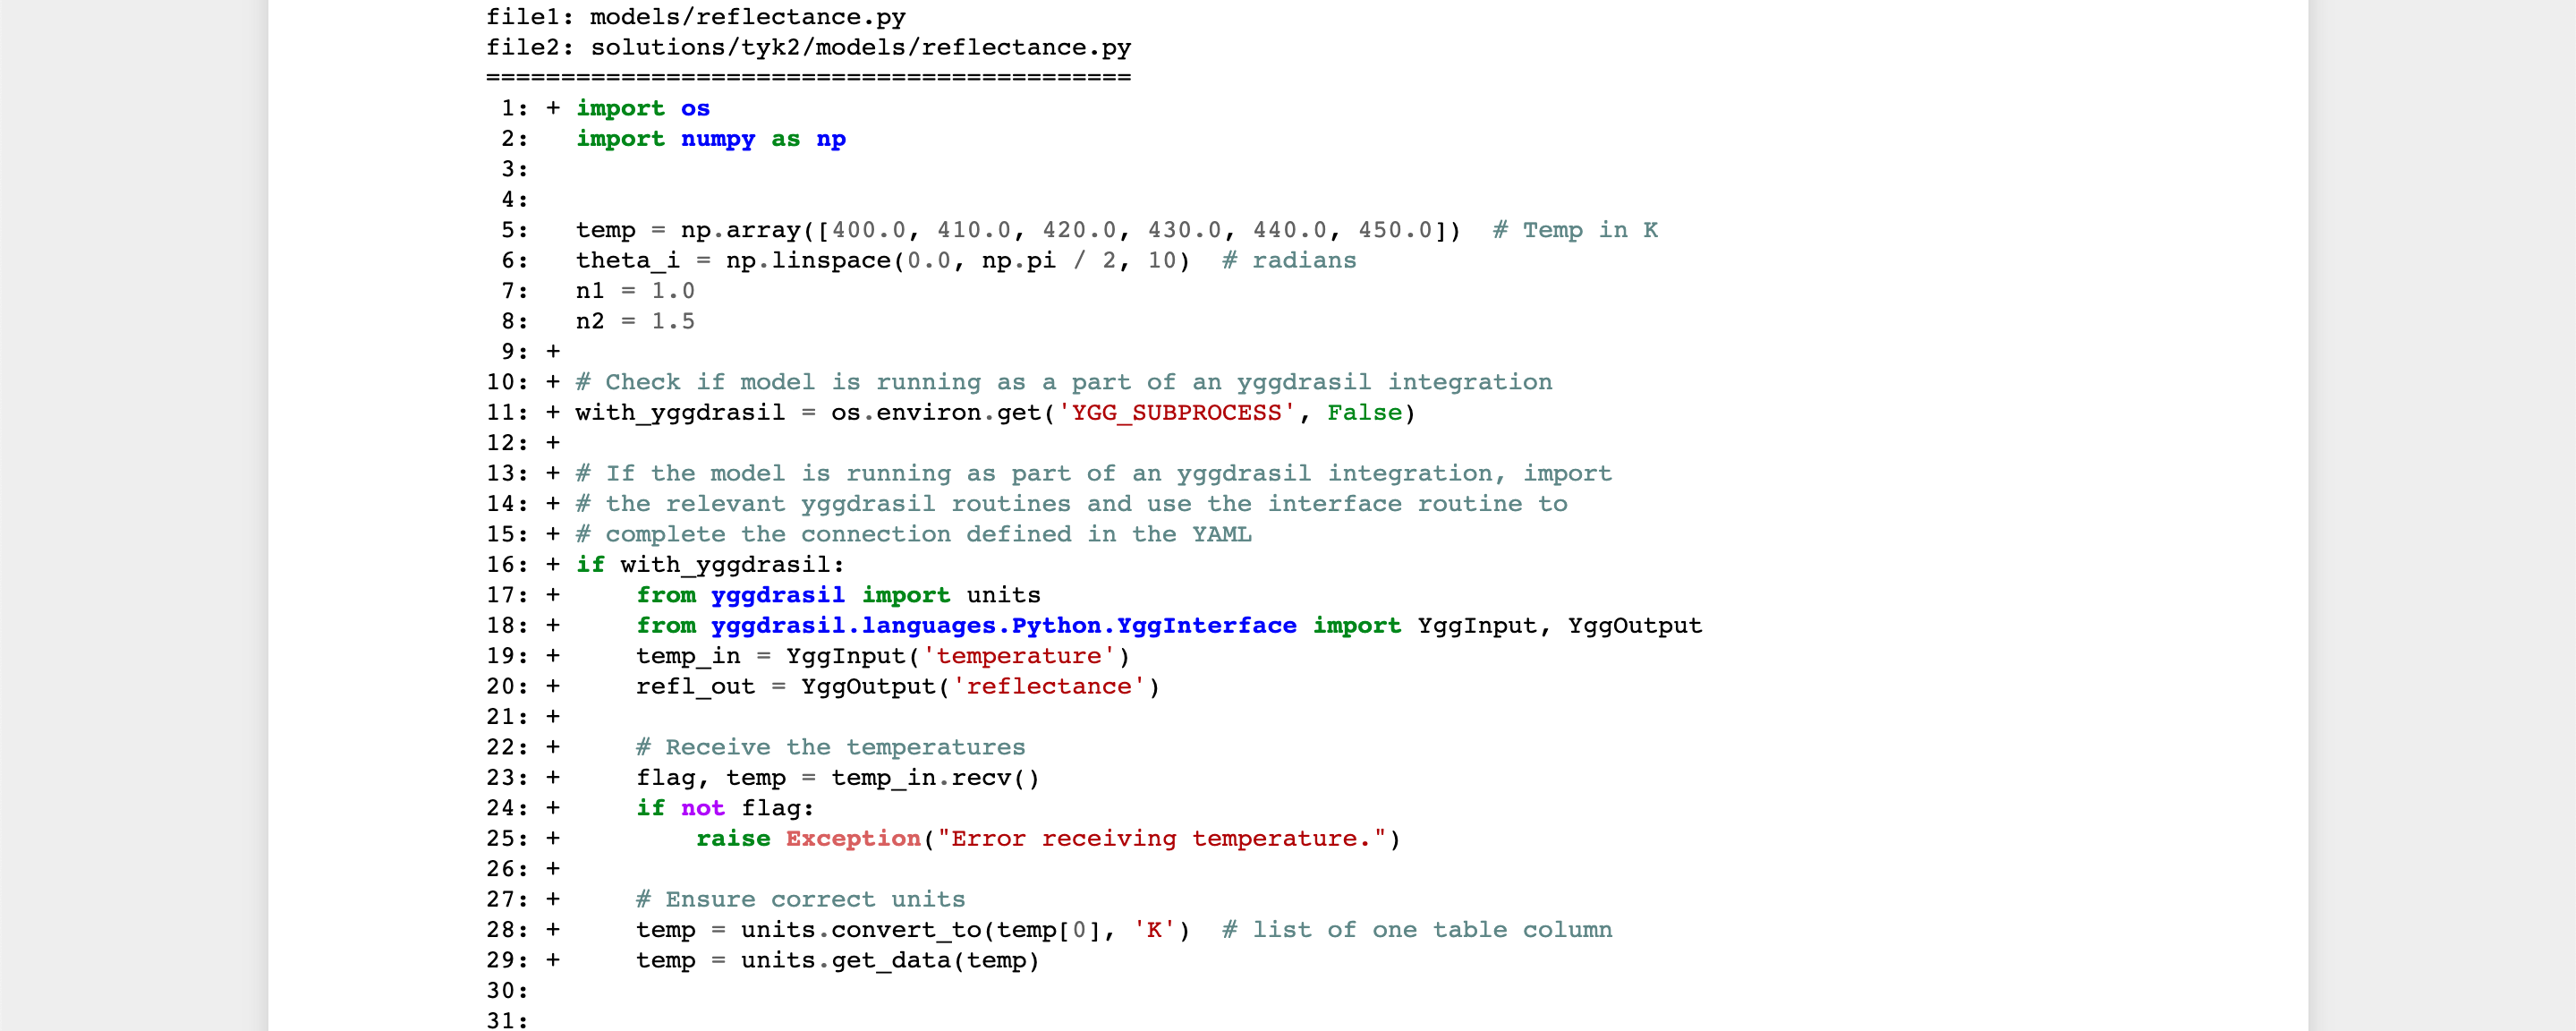 file1: models/reflectance.py
file2: solutions/tyk2/models/reflectance.py
===========================================
 1: + import os
 2:   import numpy as np
 3:
 4:
 5:   temp = np.array([400.0, 410.0, 420.0, 430.0, 440.0, 450.0])  # Temp in K
 6:   theta_i = np.linspace(0.0, np.pi / 2, 10)  # radians
 7:   n1 = 1.0
 8:   n2 = 1.5
 9: +
10: + # Check if model is running as a part of an yggdrasil integration
11: + with_yggdrasil = os.environ.get('YGG_SUBPROCESS', False)
12: +
13: + # If the model is running as part of an yggdrasil integration, import
14: + # the relevant yggdrasil routines and use the interface routine to
15: + # complete the connection defined in the YAML
16: + if with_yggdrasil:
17: +     from yggdrasil import units
18: +     from yggdrasil.languages.Python.YggInterface import YggInput, YggOutput
19: +     temp_in = YggInput('temperature')
20: +     refl_out = YggOutput('reflectance')
21: +
22: +     # Receive the temperatures
23: +     flag, temp = temp_in.recv()
24: +     if not flag:
25: +         raise Exception("Error receiving temperature.")
26: +
27: +     # Ensure correct units
28: +     temp = units.convert_to(temp[0], 'K')  # list of one table column
29: +     temp = units.get_data(temp)
30:
31: